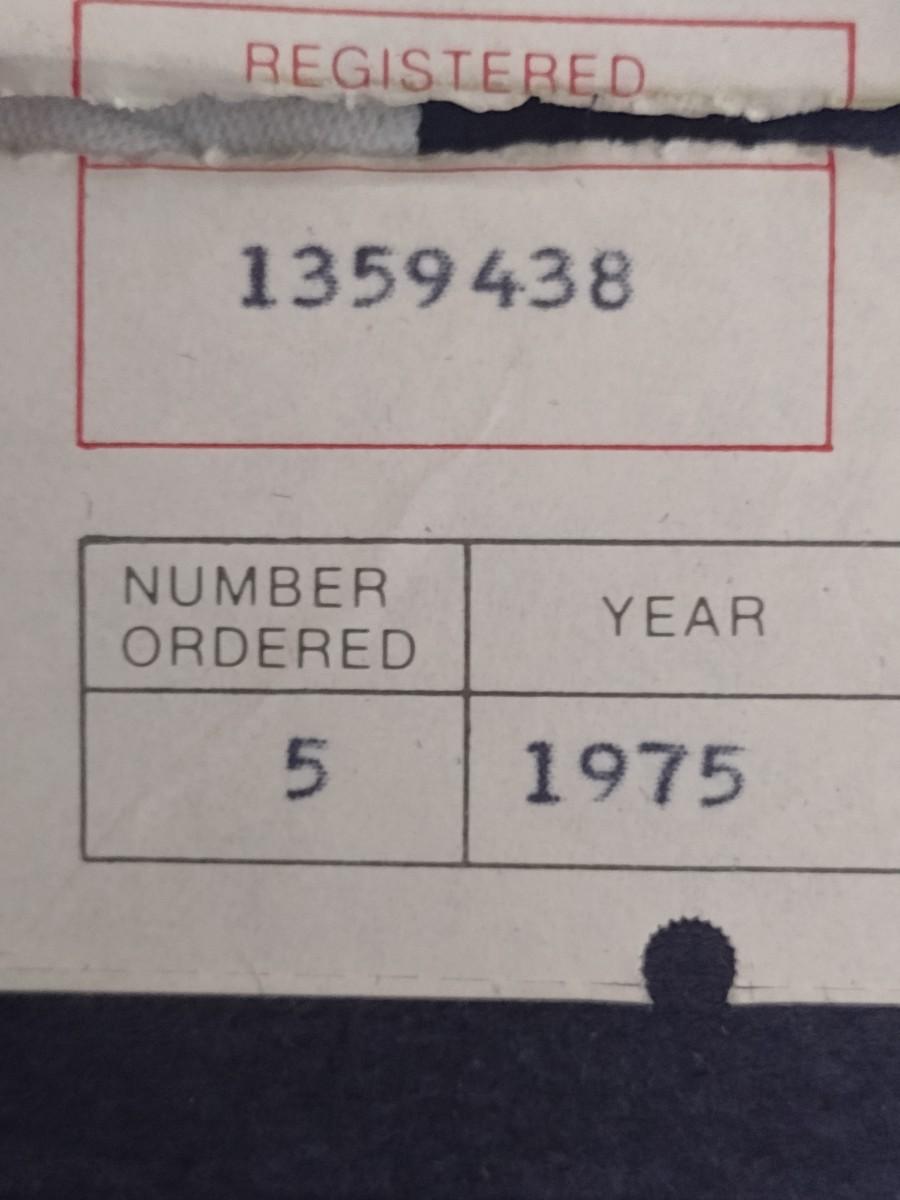 REGISTERED
1359438
NUMBER
ORDERED
YEAR
5
1975